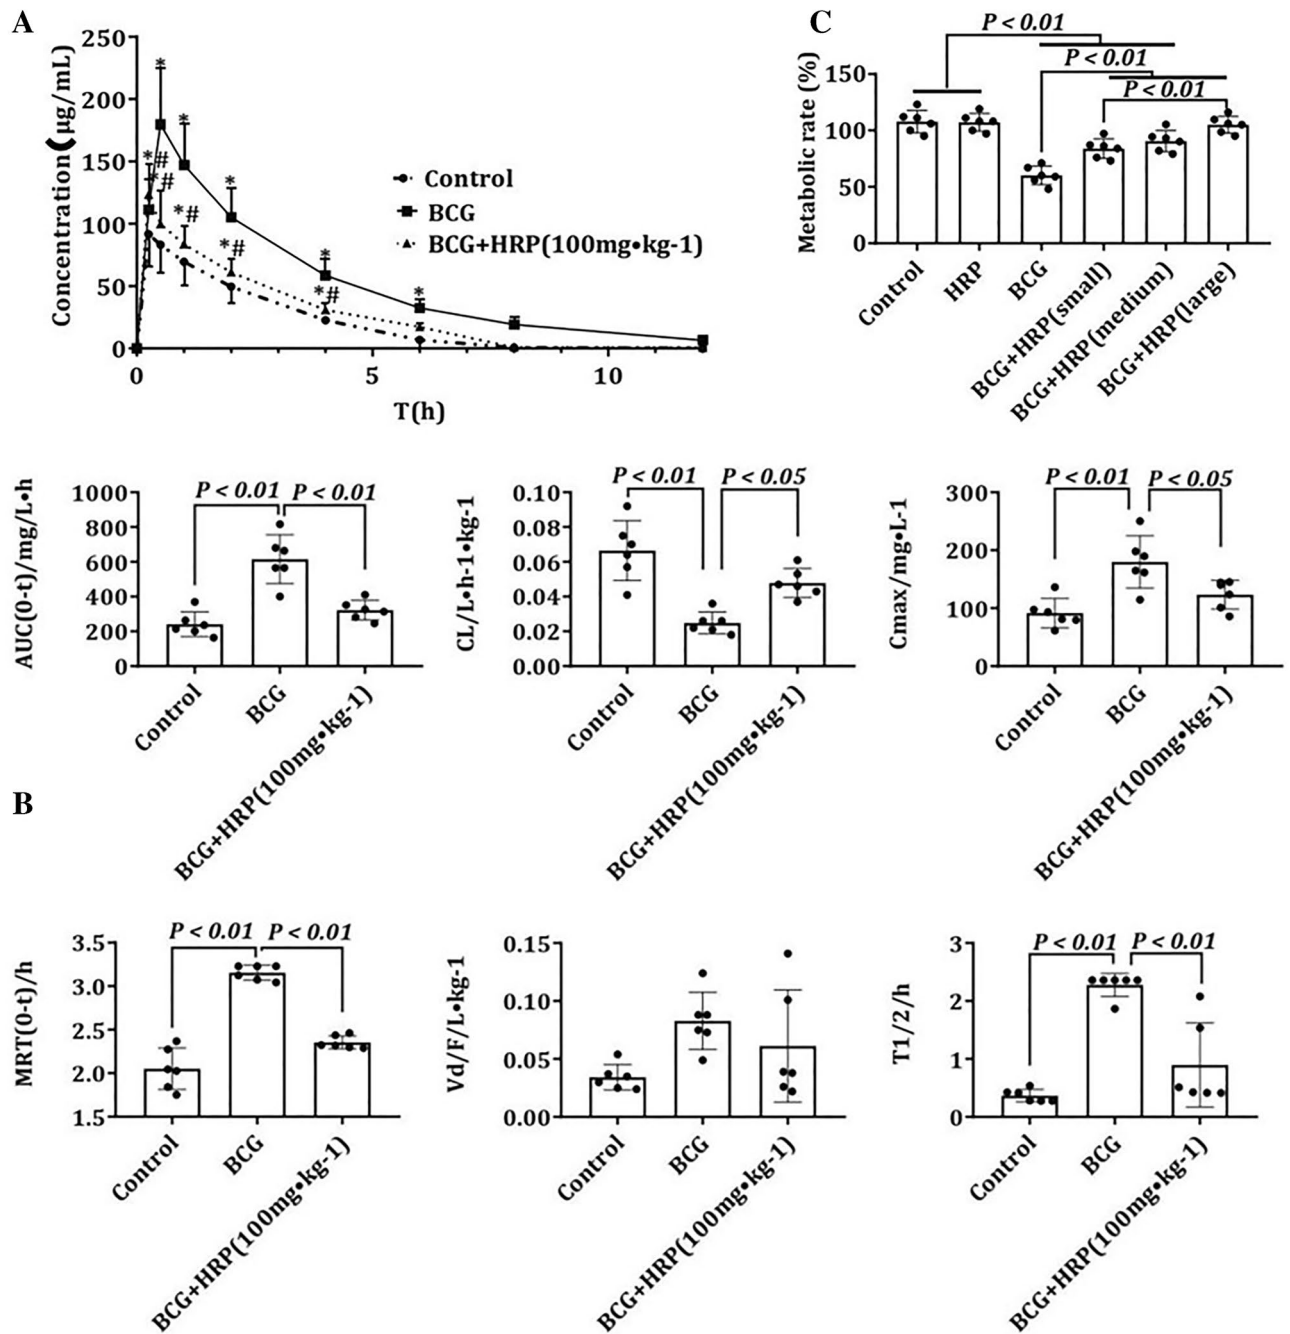 A
250
200
150
100
50
0
Concentration(μg/mL)
* * * * * * *
# *# *# *# *#
Control
BCG
BCG+HRP(100mg•kg-1)
0 5 10
T(h)
C
P < 0.01
P < 0.01
P < 0.01
150
100
50
0
Metabolic rate (%)
Control
HRP
BCG
BCG+HRP(small)
BCG+HRP(medium)
BCG+HRP(large)
P < 0.01 P < 0.01
1000
800
600
400
200
0
AUC(0-t)/mg/L•h
Control
BCG
BCG+HRP(100mg•kg-1)
P < 0.01 P < 0.05
0.10
0.08
0.06
0.04
0.02
0.00
CL/L•h-1•kg-1
Control
BCG
BCG+HRP(100mg•kg-1)
P < 0.01 P < 0.05
300
200
100
0
Cmax/mg•L-1
Control
BCG
BCG+HRP(100mg•kg-1)
B
P < 0.01 P < 0.01
3.5
3.0
2.5
2.0
1.5
MRT(0-t)/h
Control
BCG
BCG+HRP(100mg•kg-1)
0.15
0.10
0.05
0.00
Vd/F/L•kg-1
Control
BCG
BCG+HRP(100mg•kg-1)
P < 0.01 P < 0.01
3
2
1
0
T1/2/h
Control
BCG
BCG+HRP(100mg•kg-1)